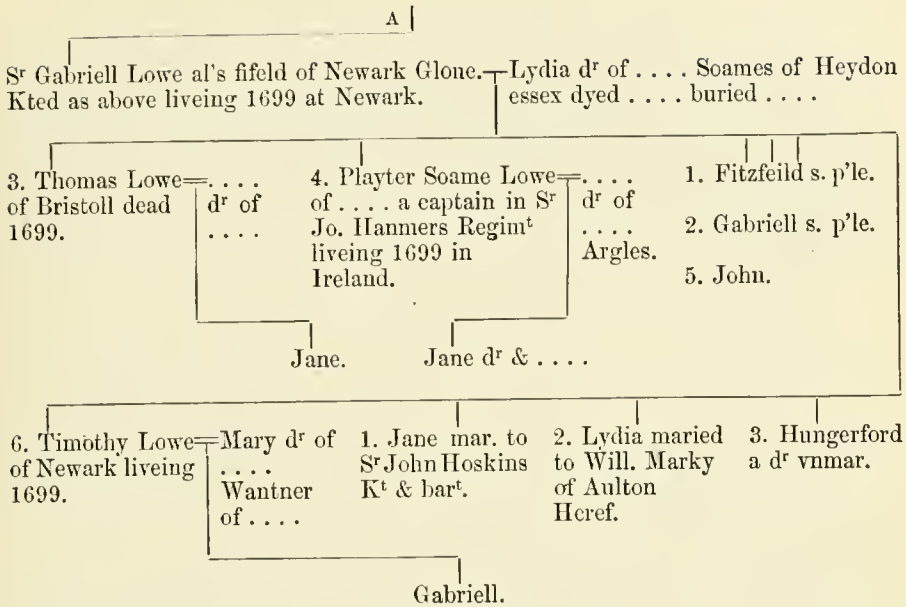 A
Sʳ Gabriell Lowe al's fifeld of Newark Glone.
Kted as above liveing 1699 at Newark.
Lydia dʳ of . . . . Soames of Heydon
essex dyed . . . . buried . . . .
3. Thomas Lowe
of Bristoll dead
1699.
. . . .
dʳ of
. . . .
4. Playter Soame Lowe
of . . . . a captain in Sʳ
Jo. Hanmers Regimᵗ
liveing 1699 in
Ireland.
. . . .
dʳ of
. . . .
Argles.
1. Fitzfeild s. p'le.
2. Gabriell s. p'le.
5. John.
Jane.
Jane dʳ & . . . .
6. Timothy Lowe
of Newark liveing
1699.
Mary dʳ of
. . . .
Wantner
of . . . .
1. Jane mar. to
Sʳ John Hoskins
Kᵗ & barᵗ.
2. Lydia maried
to Will. Marky
of Aulton
Heref.
3. Hungerford
a dʳ vnmar.
Gabriell.